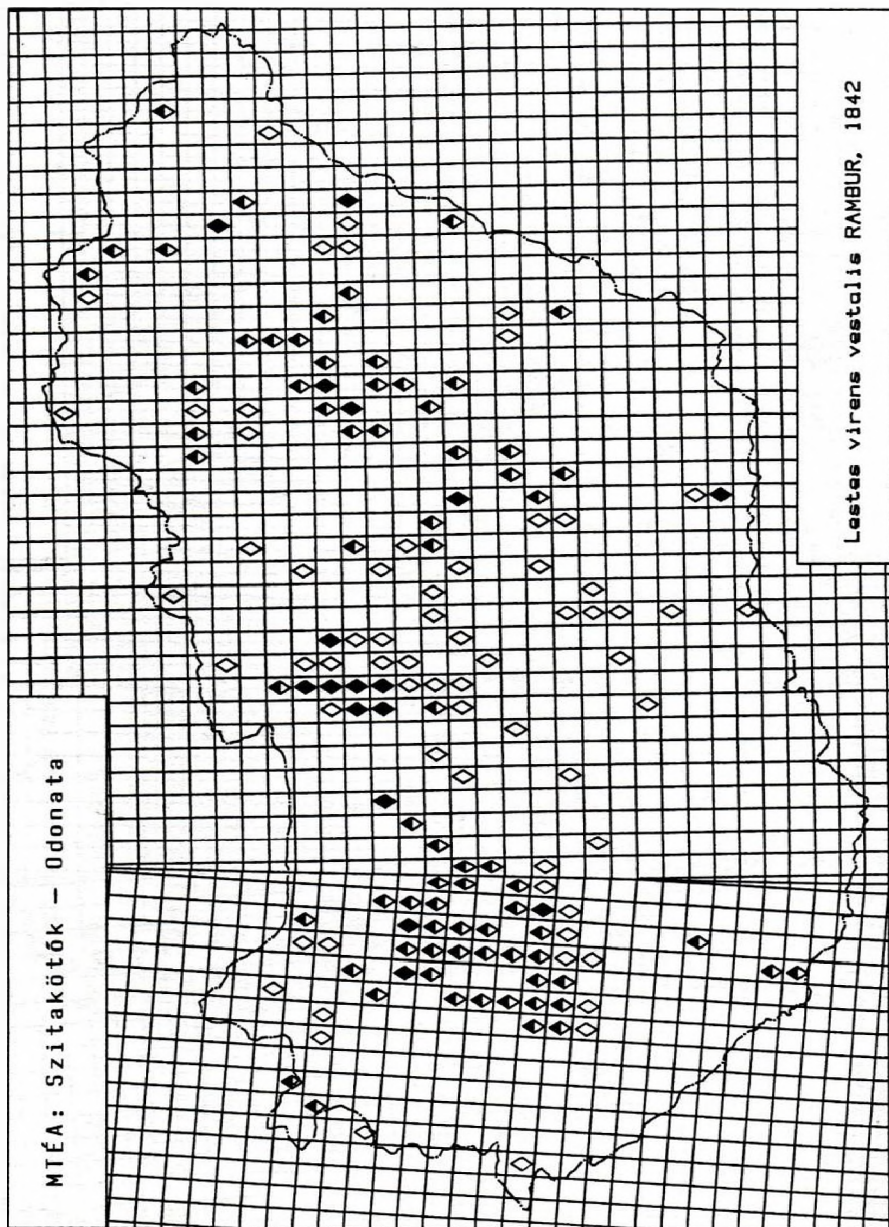 MTÉA: Szitakötők – Odonata
Lestes virens vestalis RAMBUR, 1842